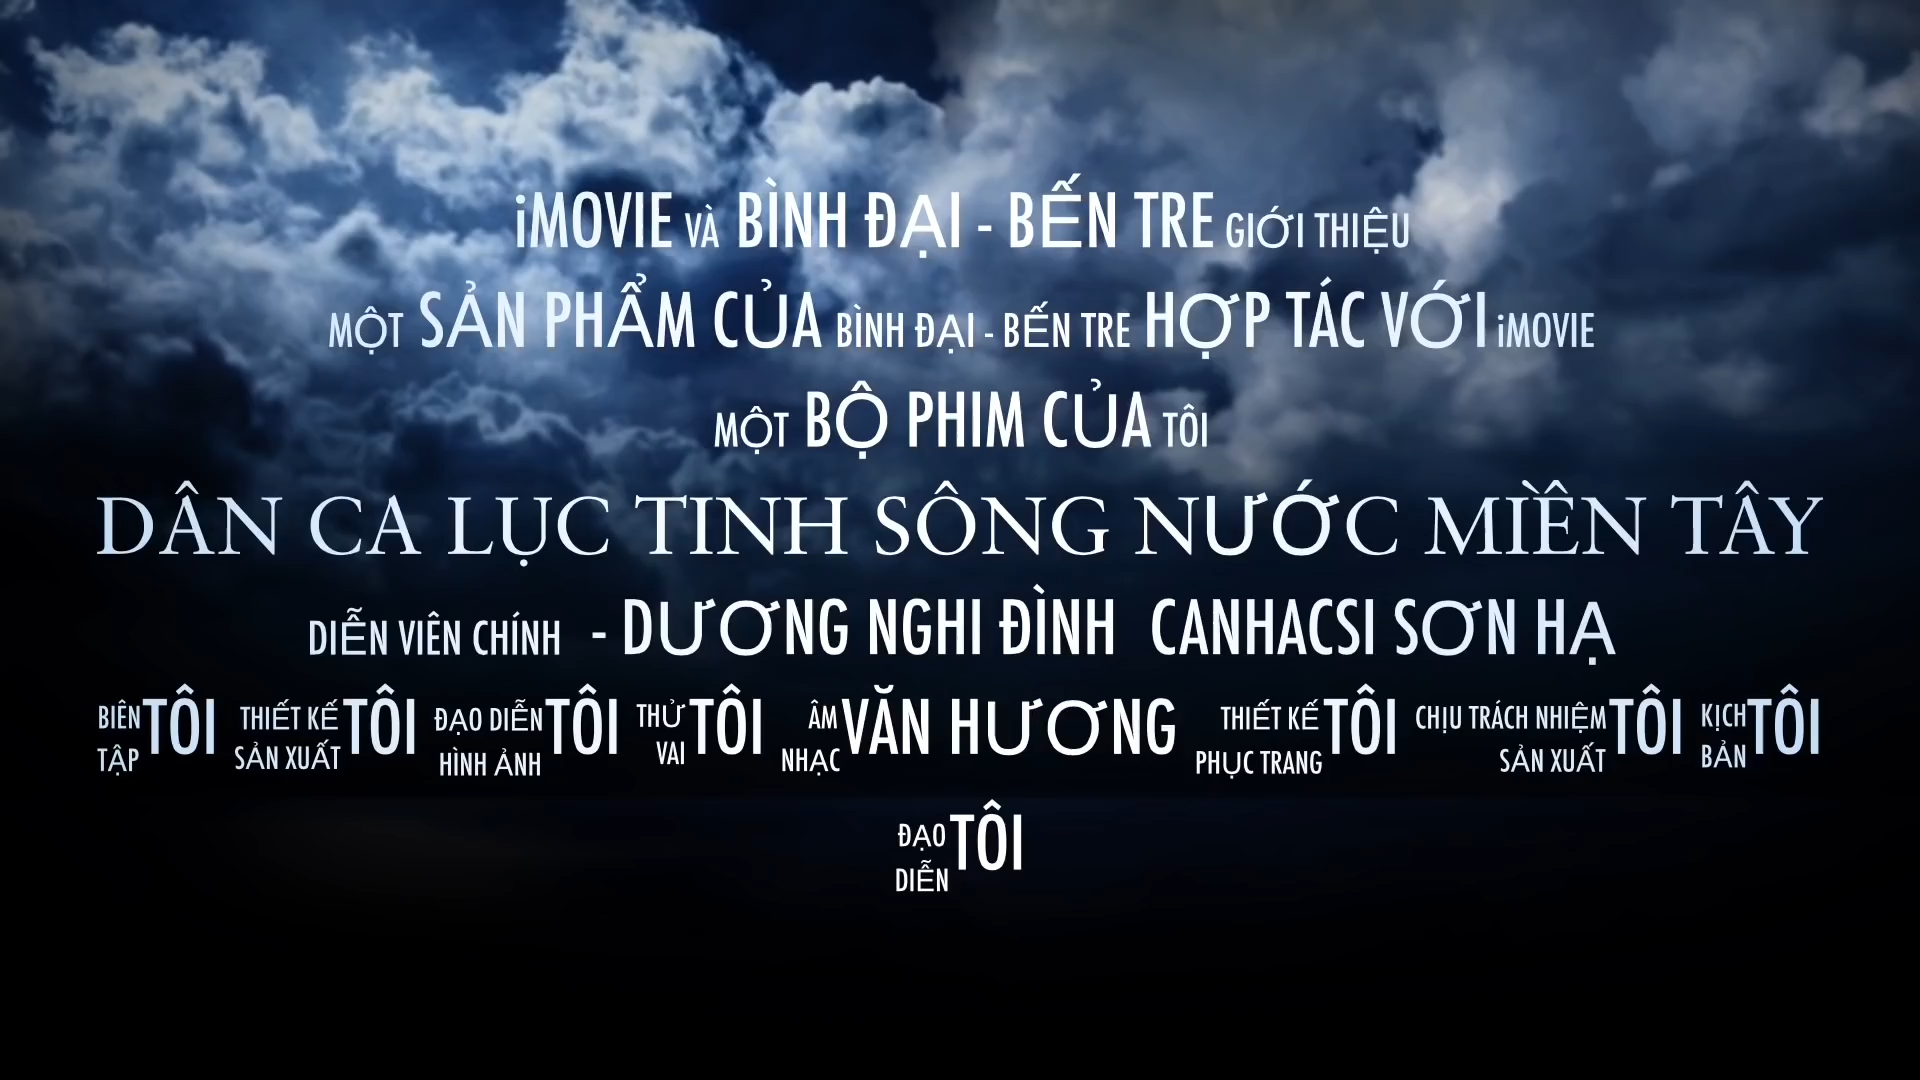 iMOVIE VÀ BÌNH ĐẠI - BẾN TRE GIỚI THIỆU
MỘT SẢN PHẨM CỦA BÌNH ĐẠI - BẾN TRE HỢP TÁC VỚI iMOVIE
MỘT BỘ PHIM CỦA TÔI
DÂN CA LỤC TINH SÔNG NƯỚC MIỀN TÂY
DIỄN VIÊN CHÍNH - DƯƠNG NGHI ĐÌNH CANHACSI SƠN HẠ
BIÊN TẬP TÔI THIẾT KẾ SẢN XUẤT TÔI ĐẠO DIỄN HÌNH ẢNH TÔI THỬ VAI TÔI ÂM NHẠC VĂN HƯƠNG THIẾT KẾ PHỤC TRANG TÔI CHỊU TRÁCH NHIỆM SẢN XUẤT TÔI KỊCH BẢN TÔI
ĐẠO DIỄN TÔI